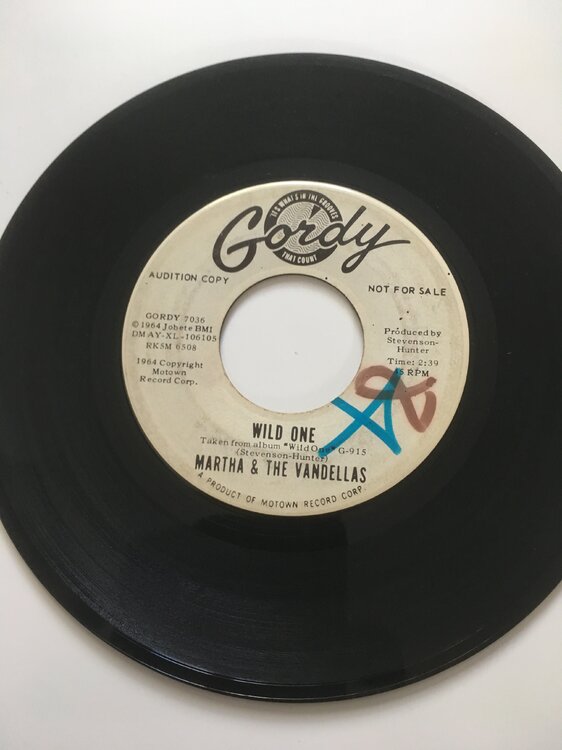 IT'S WHAT'S IN THE GROOVES
Gordy
THAT COUNT
AUDITION COPY
NOT FOR SALE
GORDY 7036
© 1964 Jobete BMI
DMAY-XL-106105
RK5M 6508
1964 Copyright
Motown
Record Corp.
Produced by
Stevenson-
Hunter
Time: 2:39
45 RPM
WILD ONE
Taken from album "Wild One" G-915
(Stevenson-Hunter)
MARTHA & THE VANDELLAS
A PRODUCT OF MOTOWN RECORD CORP.